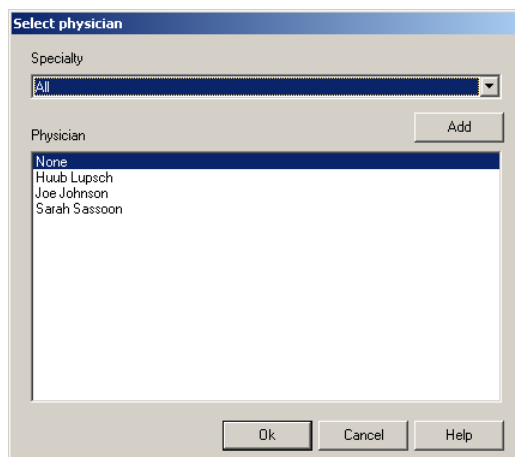 Select physician
Specialty
All
Add
Physician
None
Huub Lupsch
Joe Johnson
Sarah Sassoon
Ok Cancel Help